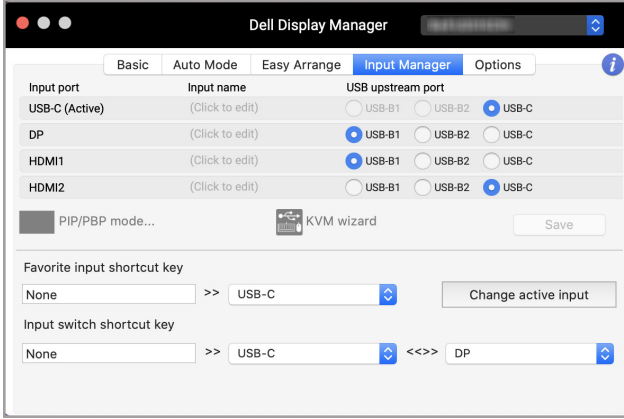 Dell Display Manager
Basic Auto Mode Easy Arrange Input Manager Options i
Input port Input name USB upstream port
USB-C (Active) (Click to edit) USB-B1 USB-B2 USB-C
DP (Click to edit) USB-B1 USB-B2 USB-C
HDMI1 (Click to edit) USB-B1 USB-B2 USB-C
HDMI2 (Click to edit) USB-B1 USB-B2 USB-C
PIP/PBP mode... KVM wizard Save
Favorite input shortcut key
None >> USB-C Change active input
Input switch shortcut key
None >> USB-C <<>> DP